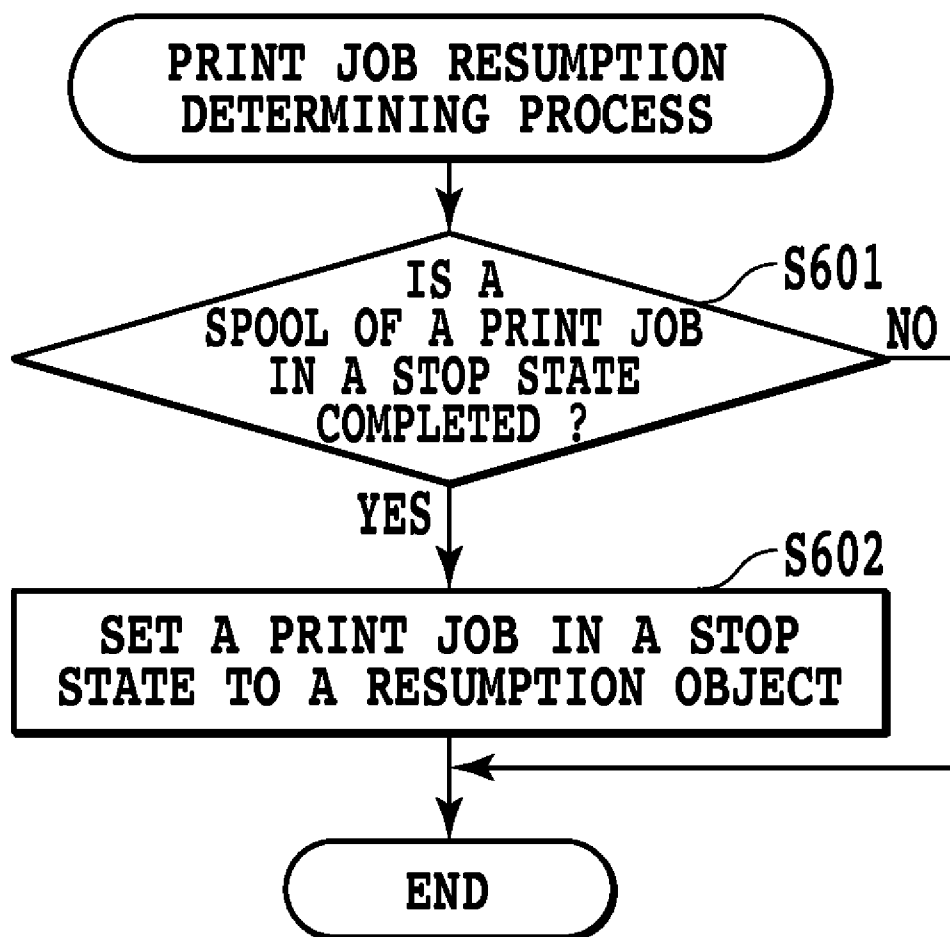 PRINT JOB RESUMPTION
DETERMINING PROCESS
S601
IS A
SPOOL OF A PRINT JOB
IN A STOP STATE
COMPLETED ?
NO
YES
S602
SET A PRINT JOB IN A STOP
STATE TO A RESUMPTION OBJECT
END